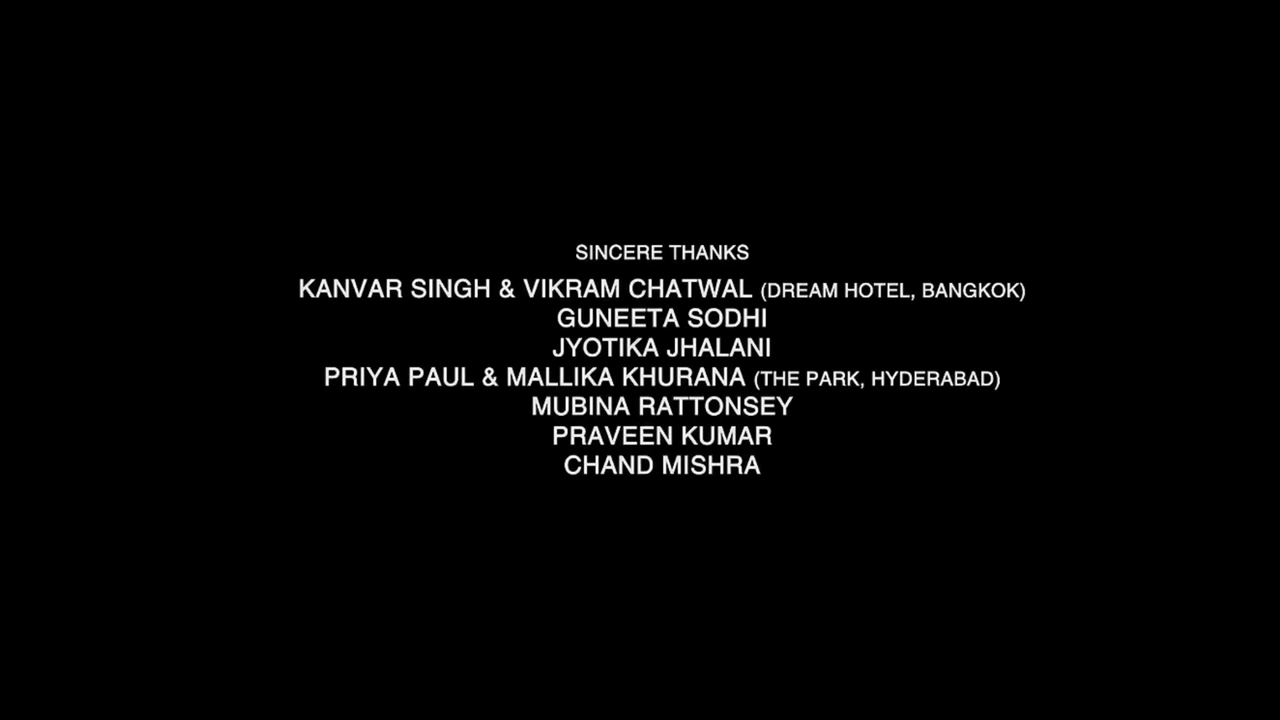 SINCERE THANKS
KANVAR SINGH & VIKRAM CHATWAL (DREAM HOTEL, BANGKOK)
GUNEETA SODHI
JYOTIKA JHALANI
PRIYA PAUL & MALLIKA KHURANA (THE PARK, HYDERABAD)
MUBINA RATTONSEY
PRAVEEN KUMAR
CHAND MISHRA